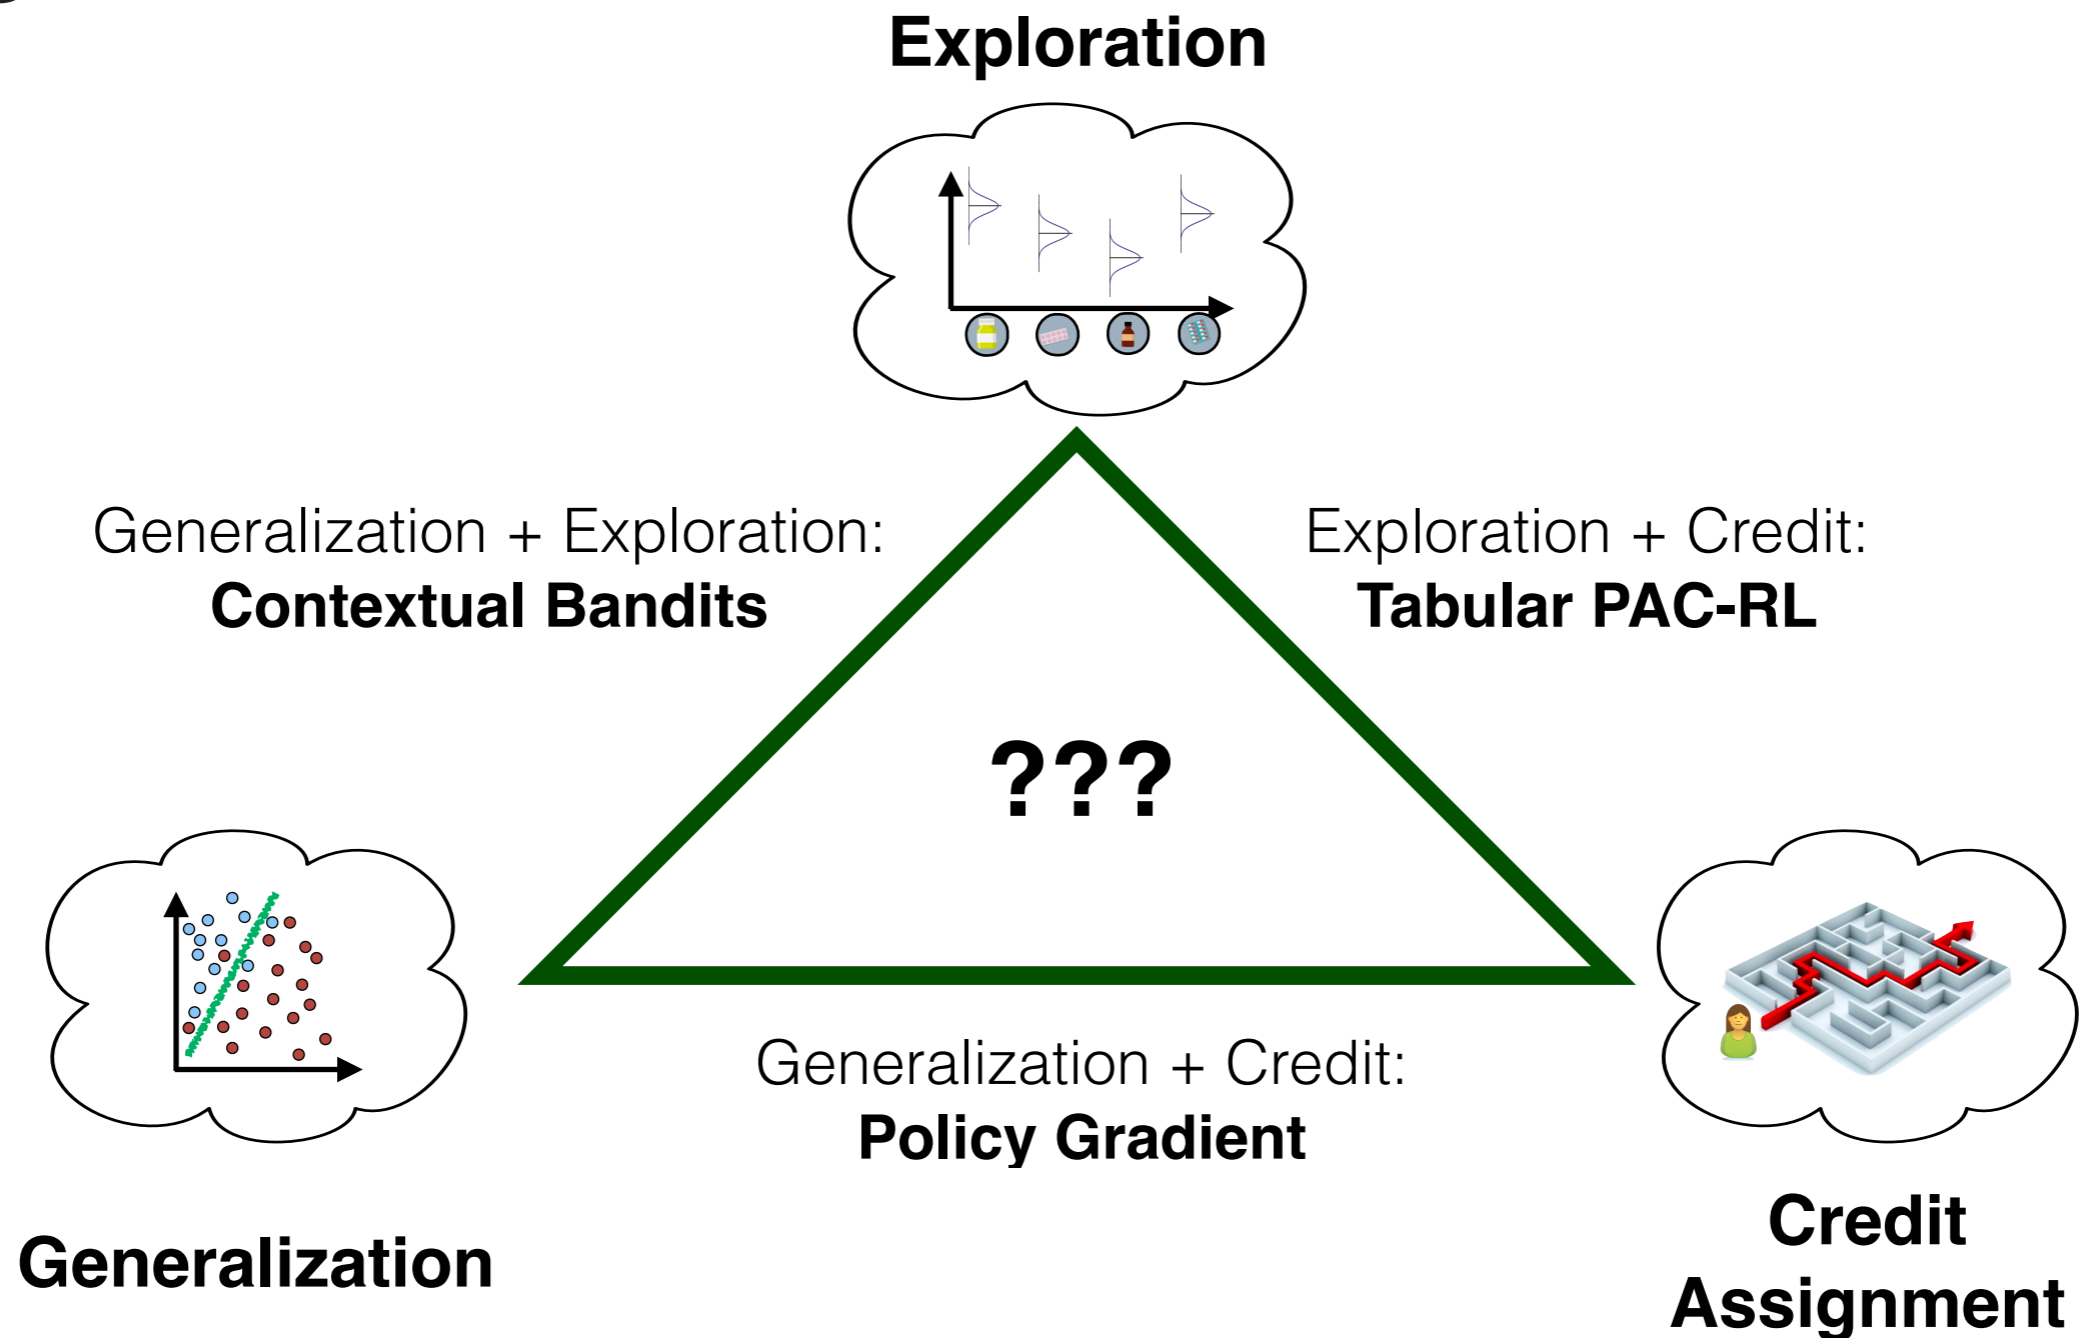 Exploration
Generalization + Exploration:
Contextual Bandits
Exploration + Credit:
Tabular PAC-RL
???
Generalization + Credit:
Policy Gradient
Generalization
Credit
Assignment